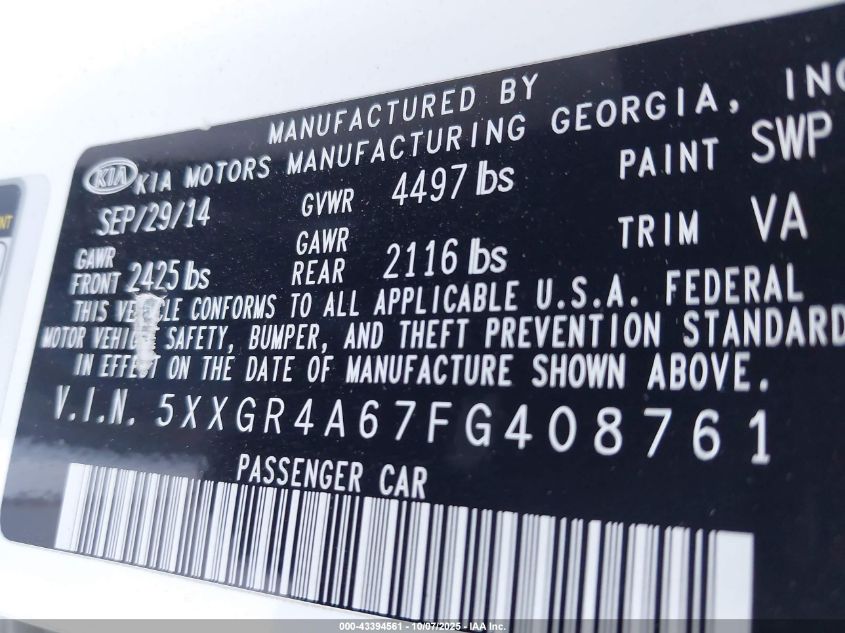 MANUFACTURED BY
KIA KIA MOTORS MANUFACTURING GEORGIA, INC
SEP/29/14 GVWR 4497 lbs PAINT SWP
GAWR FRONT 2425 lbs GAWR REAR 2116 lbs TRIM VA
THIS VEHICLE CONFORMS TO ALL APPLICABLE U.S.A. FEDERAL
MOTOR VEHICLE SAFETY, BUMPER, AND THEFT PREVENTION STANDARD
IN EFFECT ON THE DATE OF MANUFACTURE SHOWN ABOVE.
V.I.N. 5XXGR4A67FG408761
PASSENGER CAR
000-43394561 - 10/07/2025 - IAA Inc.